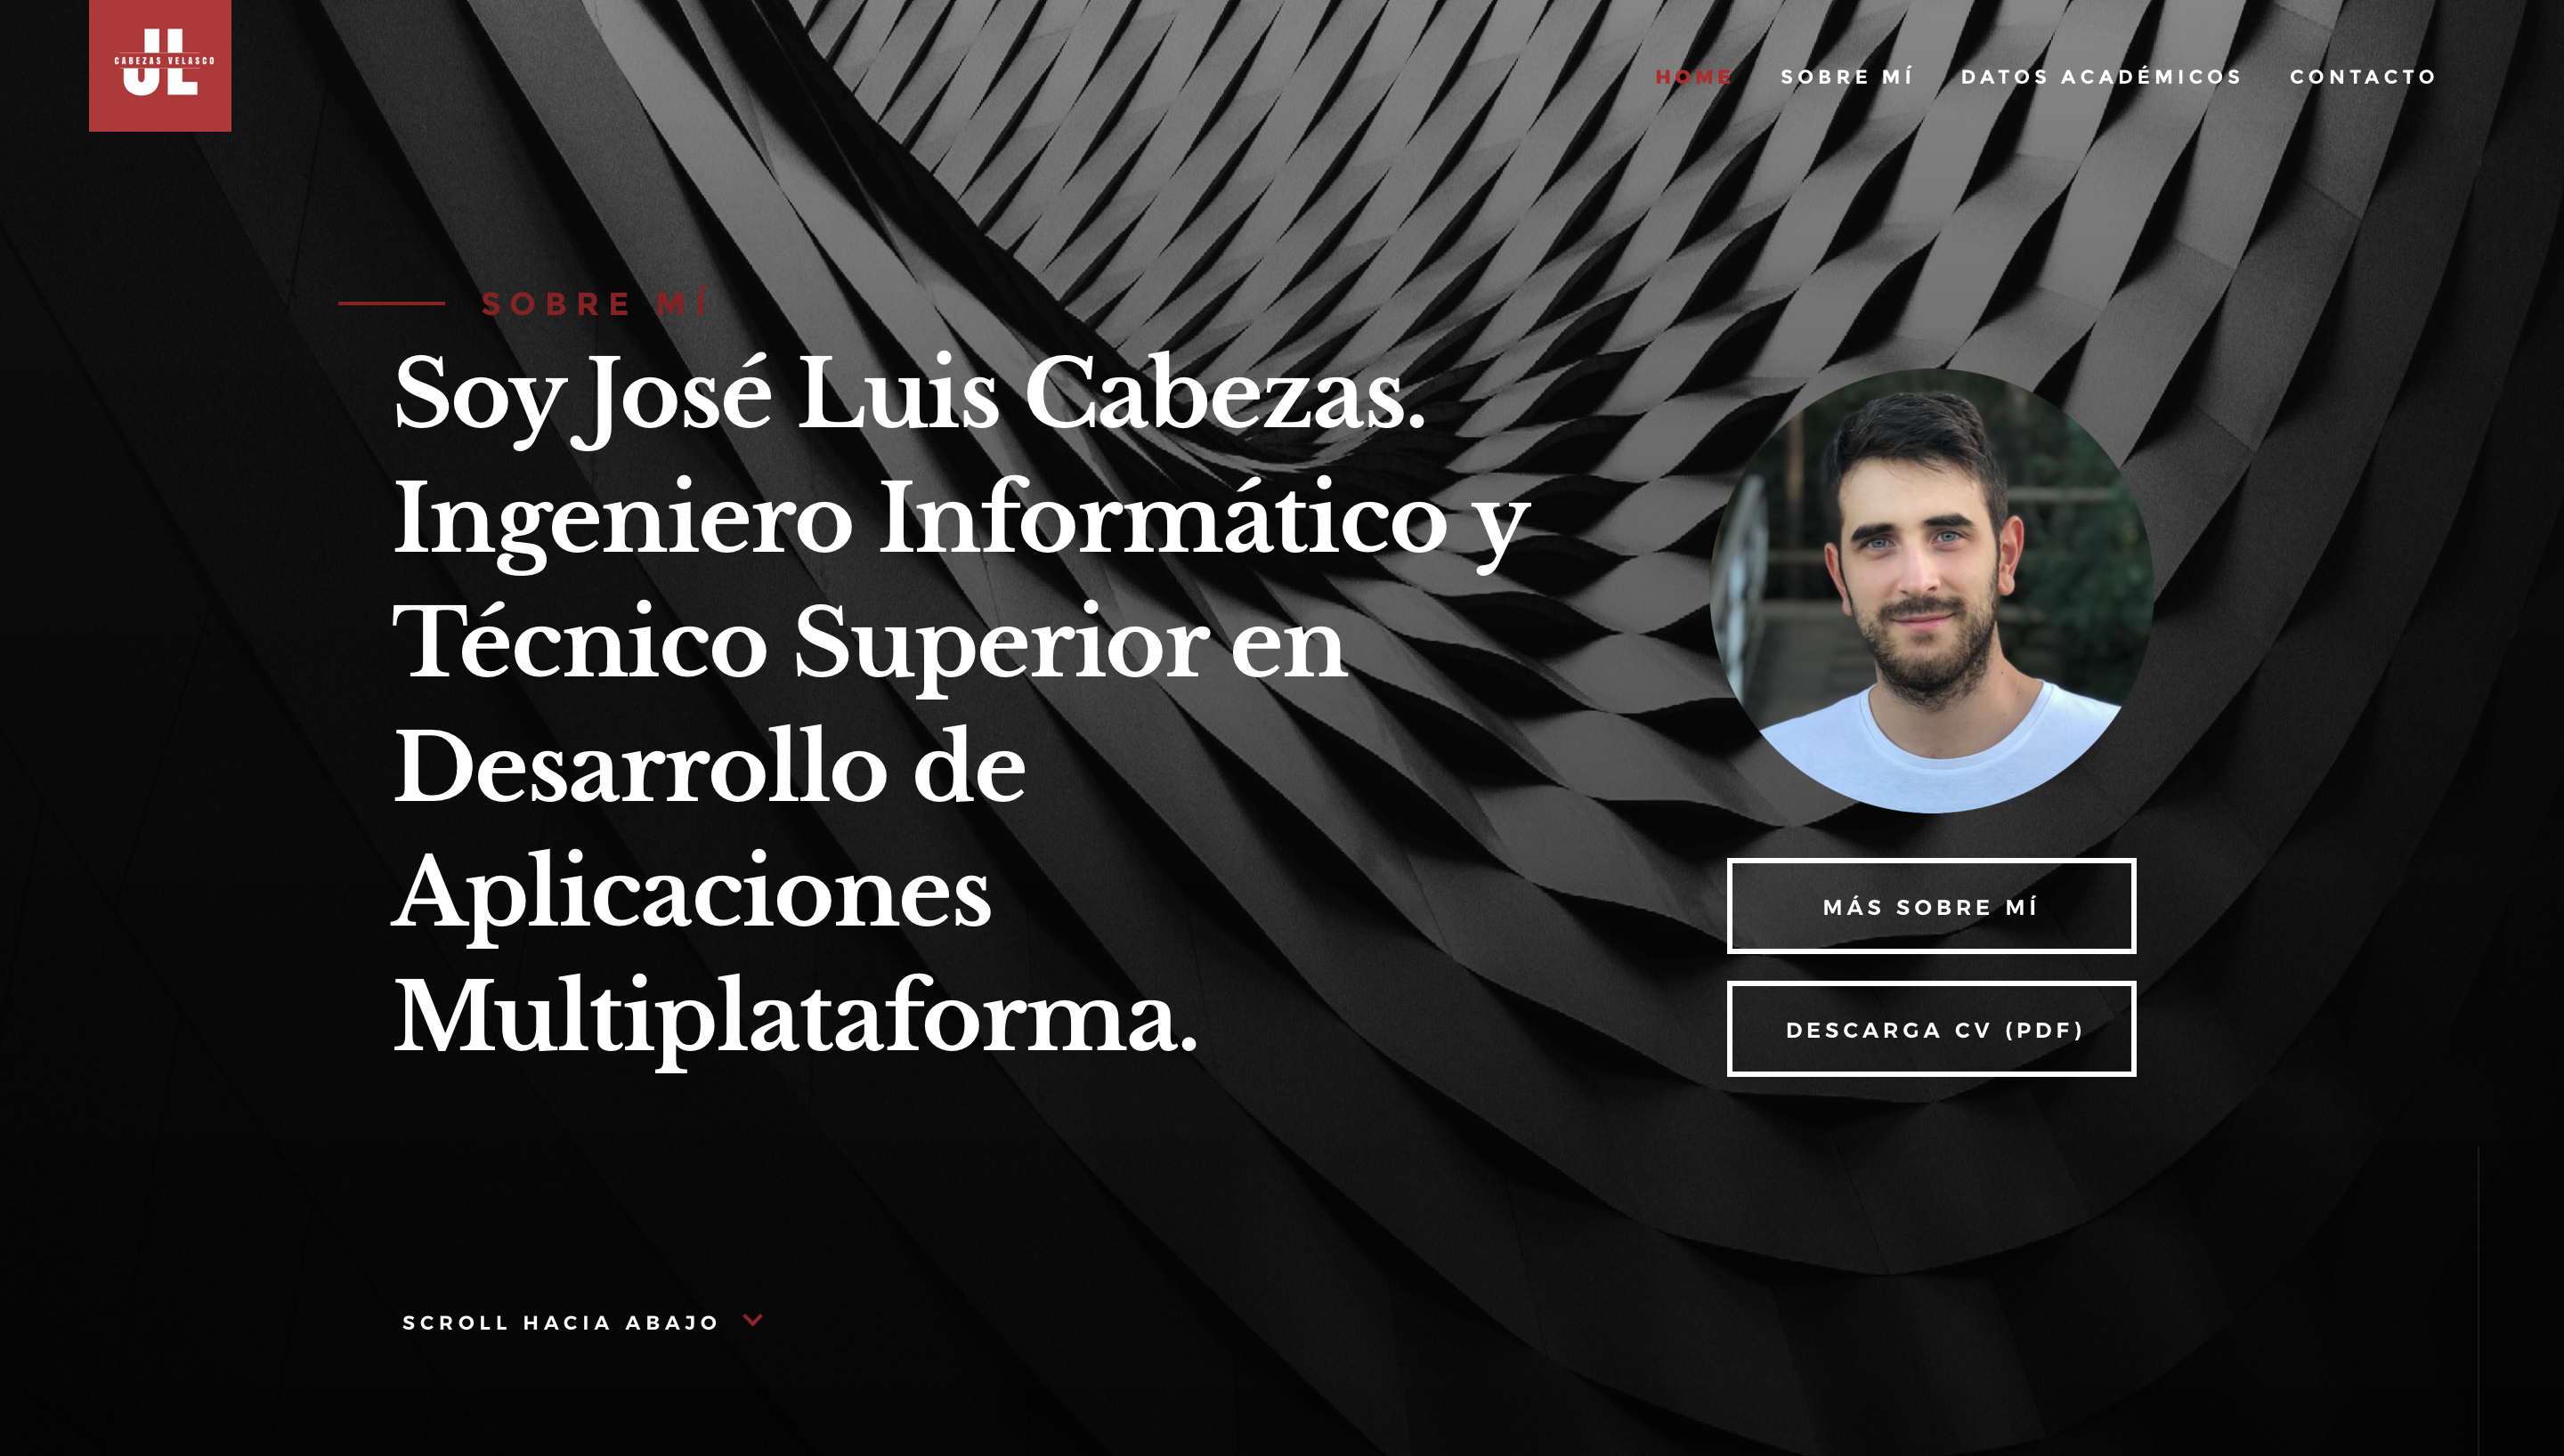 JL
CABEZAS VELASCO
HOME
SOBRE MÍ
DATOS ACADÉMICOS
CONTACTO
SOBRE MÍ
Soy José Luis Cabezas.
Ingeniero Informático y
Técnico Superior en
Desarrollo de
Aplicaciones
Multiplataforma.
MÁS SOBRE MÍ
DESCARGA CV (PDF)
SCROLL HACIA ABAJO